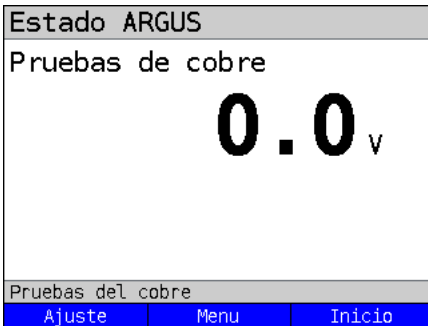 Estado ARGUS
Pruebas de cobre
0.0 V
Pruebas del cobre
Ajuste Menu Inicio